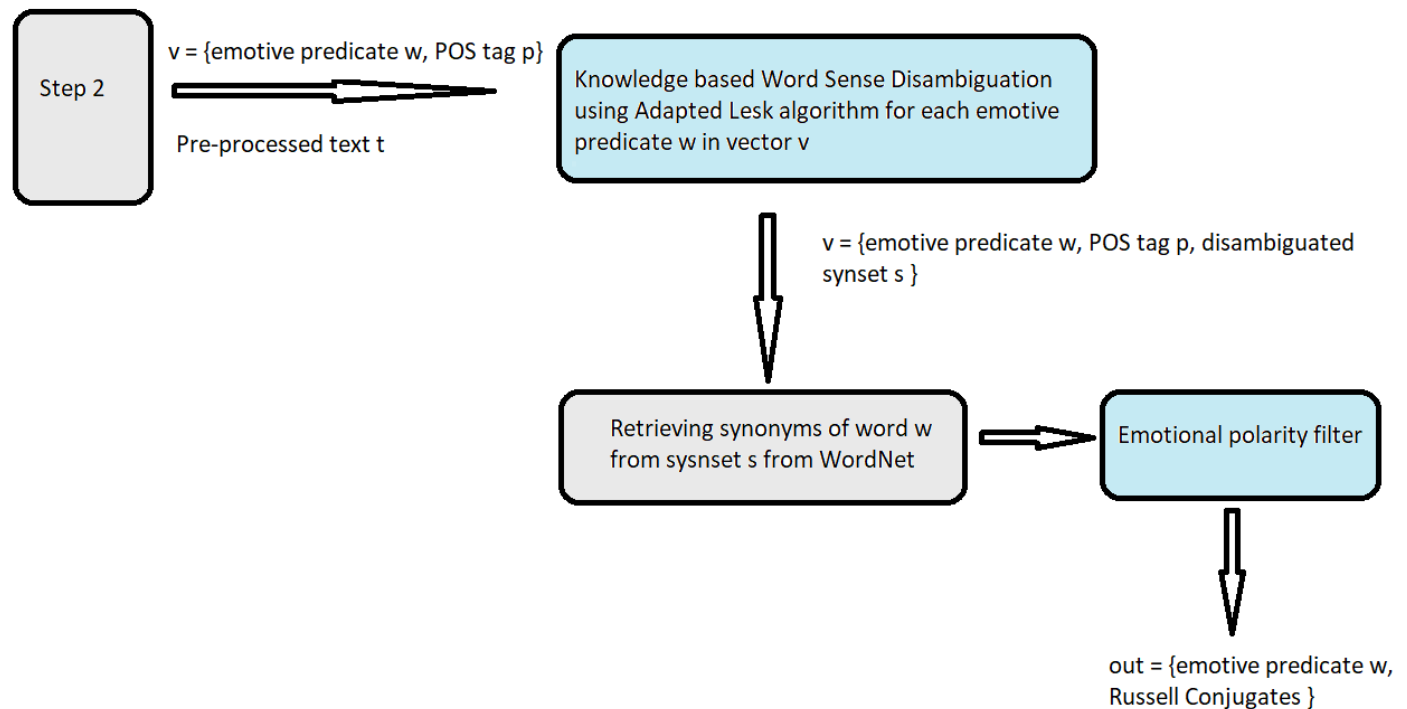 v = {emotive predicate w, POS tag p}
Step 2
Pre-processed text t
Knowledge based Word Sense Disambiguation
using Adapted Lesk algorithm for each emotive
predicate w in vector v
v = {emotive predicate w, POS tag p, disambiguated
synset s }
Retrieving synonyms of word w
from sysnset s from WordNet
Emotional polarity filter
out = {emotive predicate w,
Russell Conjugates }